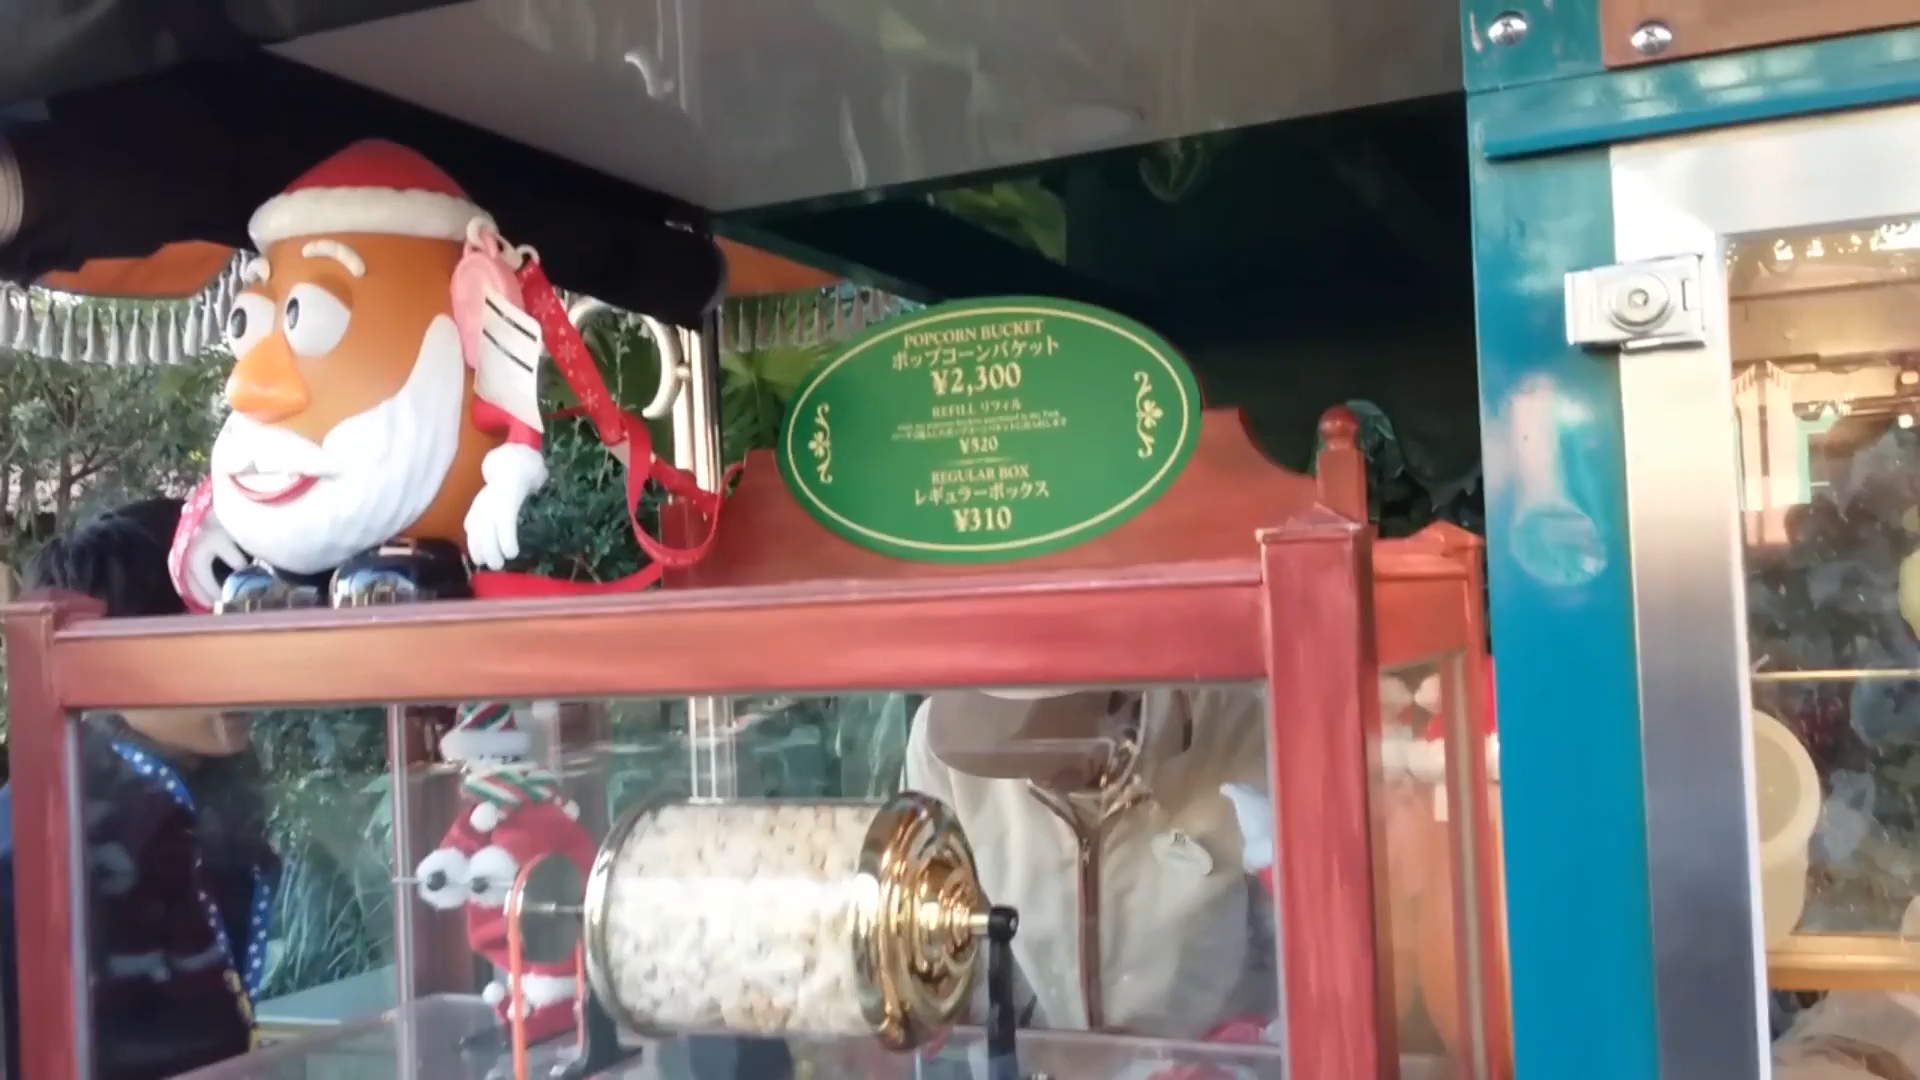 POPCORN BUCKET
ポップコーンバケット
¥2,300
REFILL リフィル
¥520
REGULAR BOX
レギュラーボックス
¥310